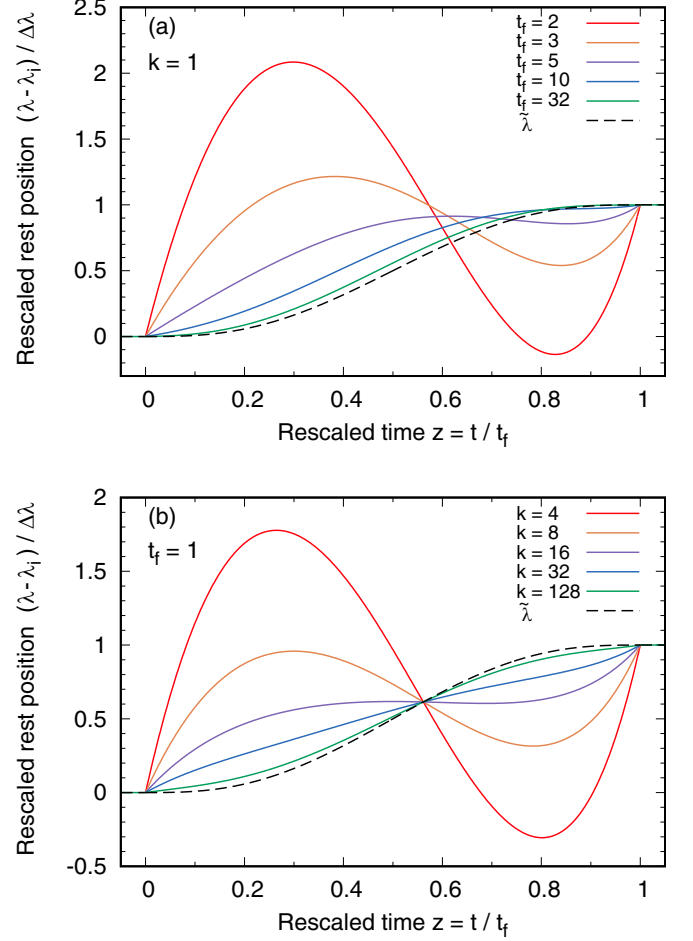 (a)
k = 1
t_f = 2
t_f = 3
t_f = 5
t_f = 10
t_f = 32
λ̃
Rescaled rest position (λ-λ_i) / Δλ
2.5
2
1.5
1
0.5
0
0 0.2 0.4 0.6 0.8 1
Rescaled time z = t / t_f
(b)
t_f = 1
k = 4
k = 8
k = 16
k = 32
k = 128
λ̃
Rescaled rest position (λ-λ_i) / Δλ
2
1.5
1
0.5
0
-0.5
0 0.2 0.4 0.6 0.8 1
Rescaled time z = t / t_f